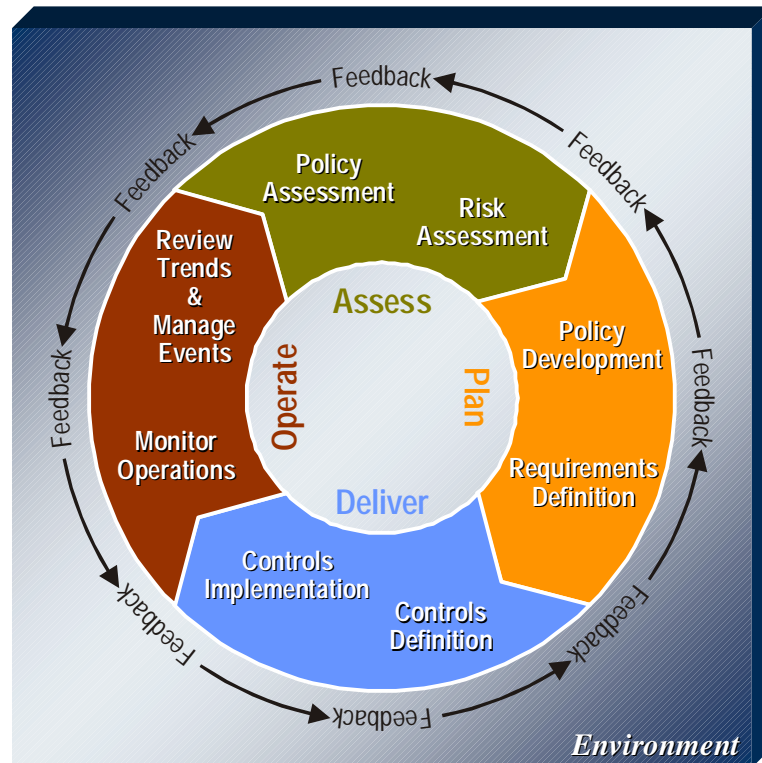 Feedback
Feedback
Feedback
Policy
Assessment
Risk
Assessment
Review
Trends
&
Manage
Events
Assess
Policy
Development
Feedback
Feedback
Operate
Plan
Monitor
Operations
Requirements
Definition
Deliver
Controls
Implementation
Controls
Definition
Feedback
Feedback
Feedback
Environment